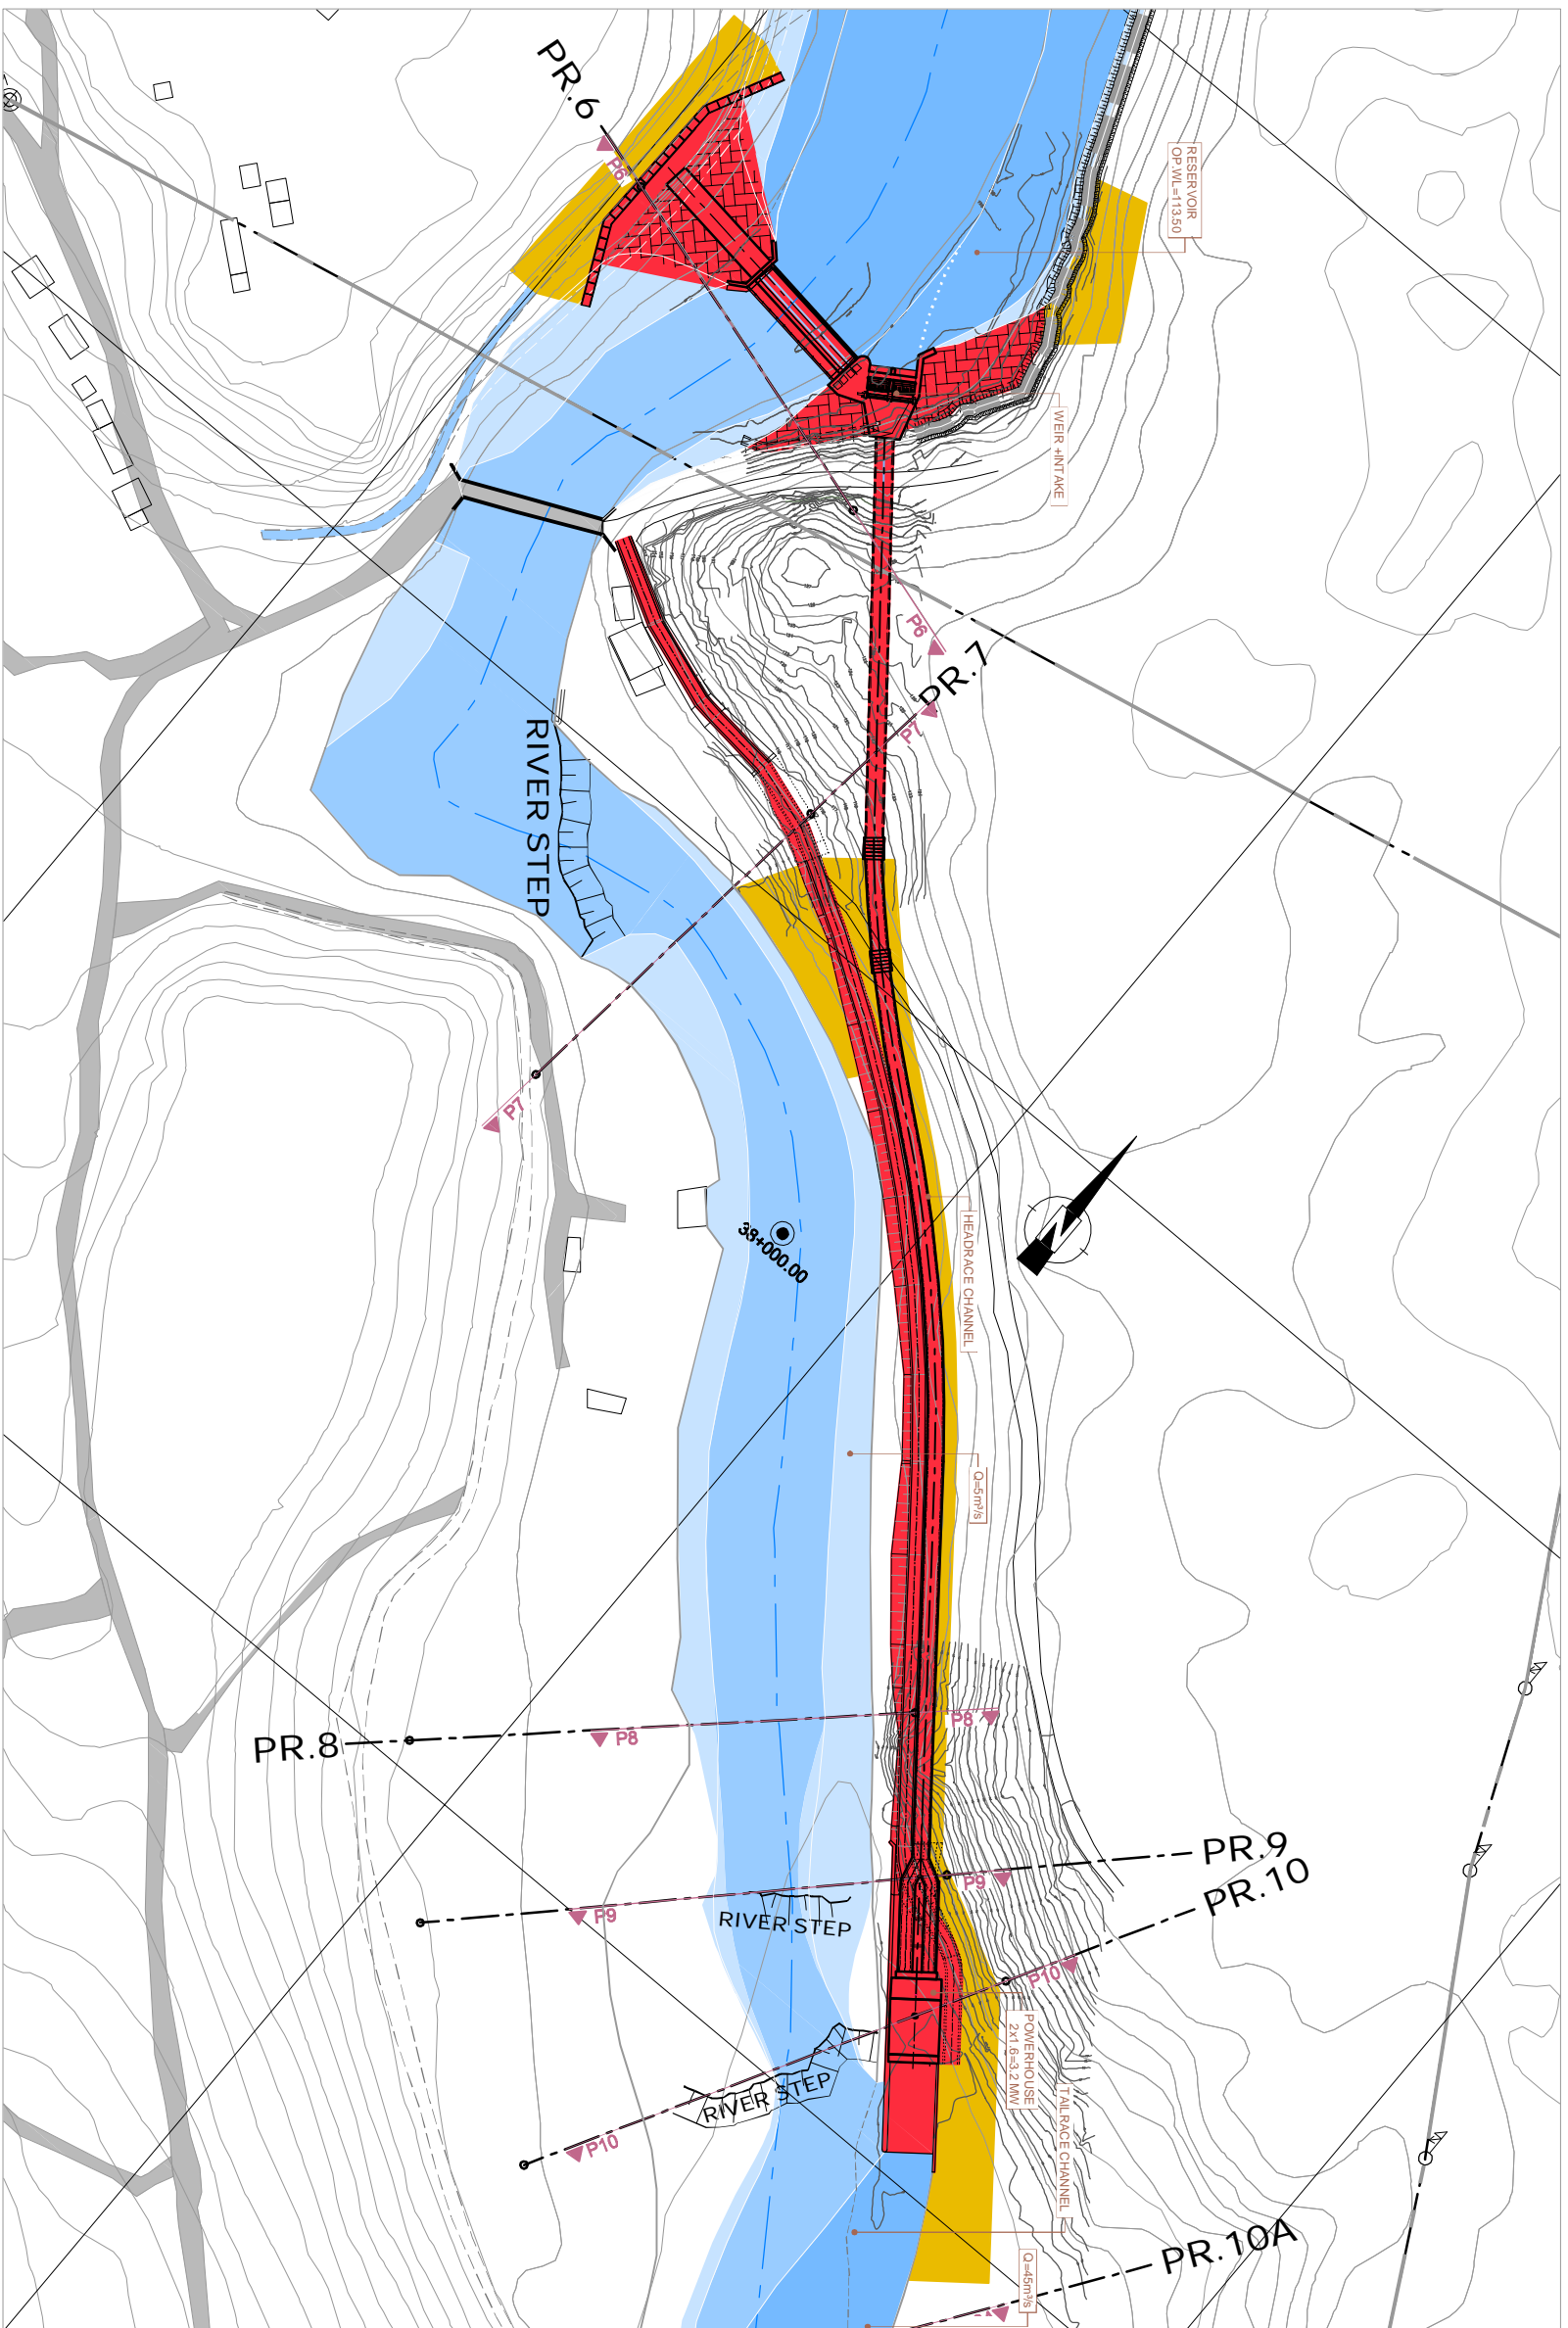 PR.6
P6
RESERVOIR
OP.WL=113.50
WEIR +INTAKE
P6
PR.7
P7
RIVER STEP
P7
38+000.00
HEADRACE CHANNEL
Q=5m³/s
PR.8
P8
P8
PR.9
P9
P9
RIVER STEP
PR.10
P10
POWERHOUSE
2x1.6=3.2 MW
RIVER STEP
P10
TAILRACE CHANNEL
PR.10A
Q=45m³/s